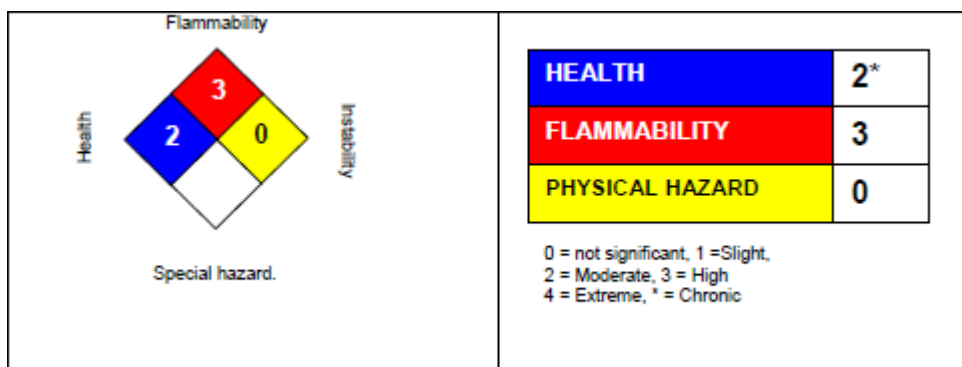 Flammability
3
Health
2
0
Instability
Special hazard.
HEALTH 2*
FLAMMABILITY 3
PHYSICAL HAZARD 0
0 = not significant, 1 =Slight,
2 = Moderate, 3 = High
4 = Extreme, * = Chronic